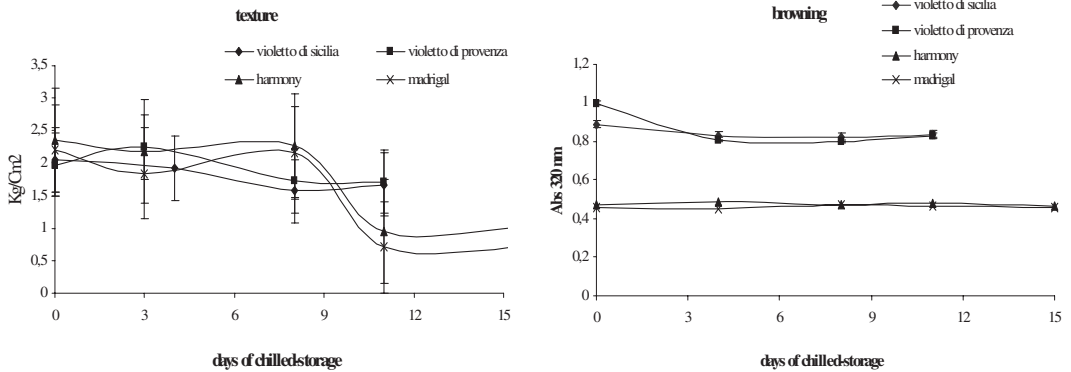 texture
violetto di sicilia
violetto di provenza
harmony
madrigal
Kg/Cm2
3,5
3
2,5
2
1,5
1
0,5
0
0 3 6 9 12 15
days of chilled-storage
browning
violetto di sicilia
violetto di provenza
harmony
madrigal
Abs 320 nm
1,2
1
0,8
0,6
0,4
0,2
0
0 3 6 9 12 15
days of chilled-storage